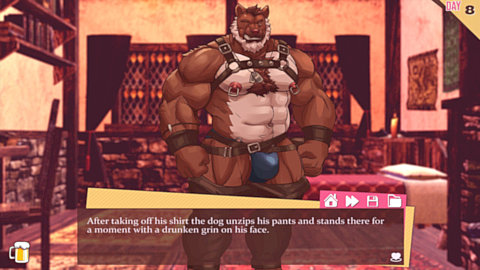 DAY 8
After taking off his shirt the dog unzips his pants and stands there for
a moment with a drunken grin on his face.